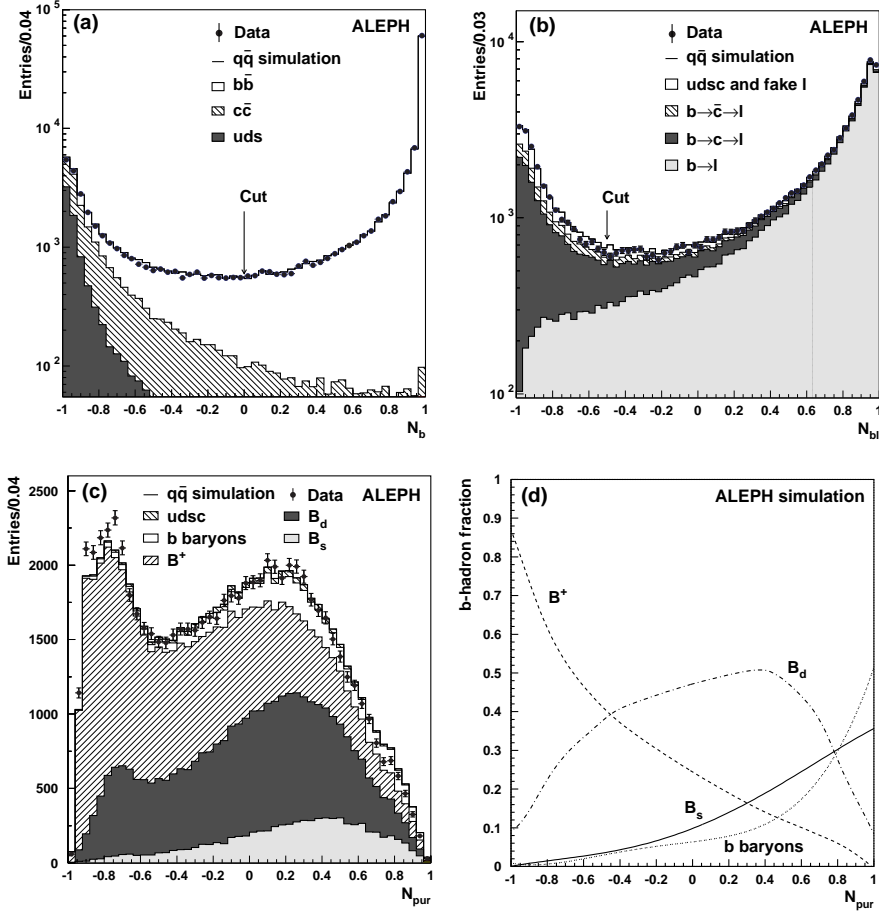 (a) ALEPH
Entries/0.04
Data
qq̄ simulation
bb̄
cc̄
uds
Cut
10^5
10^4
10^3
10^2
-1 -0.8 -0.6 -0.4 -0.2 0 0.2 0.4 0.6 0.8 1
N_b
(b) ALEPH
Entries/0.03
Data
qq̄ simulation
udsc and fake l
b→c̄→l
b→c→l
b→l
Cut
10^3
10^2
-1 -0.8 -0.6 -0.4 -0.2 0 0.2 0.4 0.6 0.8 1
N_bl
(c) ALEPH
Entries/0.04
qq̄ simulation
udsc
b baryons
B^+
Data
B_d
B_s
2500
2250
2000
1750
1500
1250
1000
750
500
250
0
-1 -0.8 -0.6 -0.4 -0.2 0 0.2 0.4 0.6 0.8 1
N_pur
(d) ALEPH simulation
b-hadron fraction
1
0.9
0.8
0.7
0.6
0.5
0.4
0.3
0.2
0.1
0
B^+
B_d
B_s
b baryons
-1 -0.8 -0.6 -0.4 -0.2 0 0.2 0.4 0.6 0.8 1
N_pur